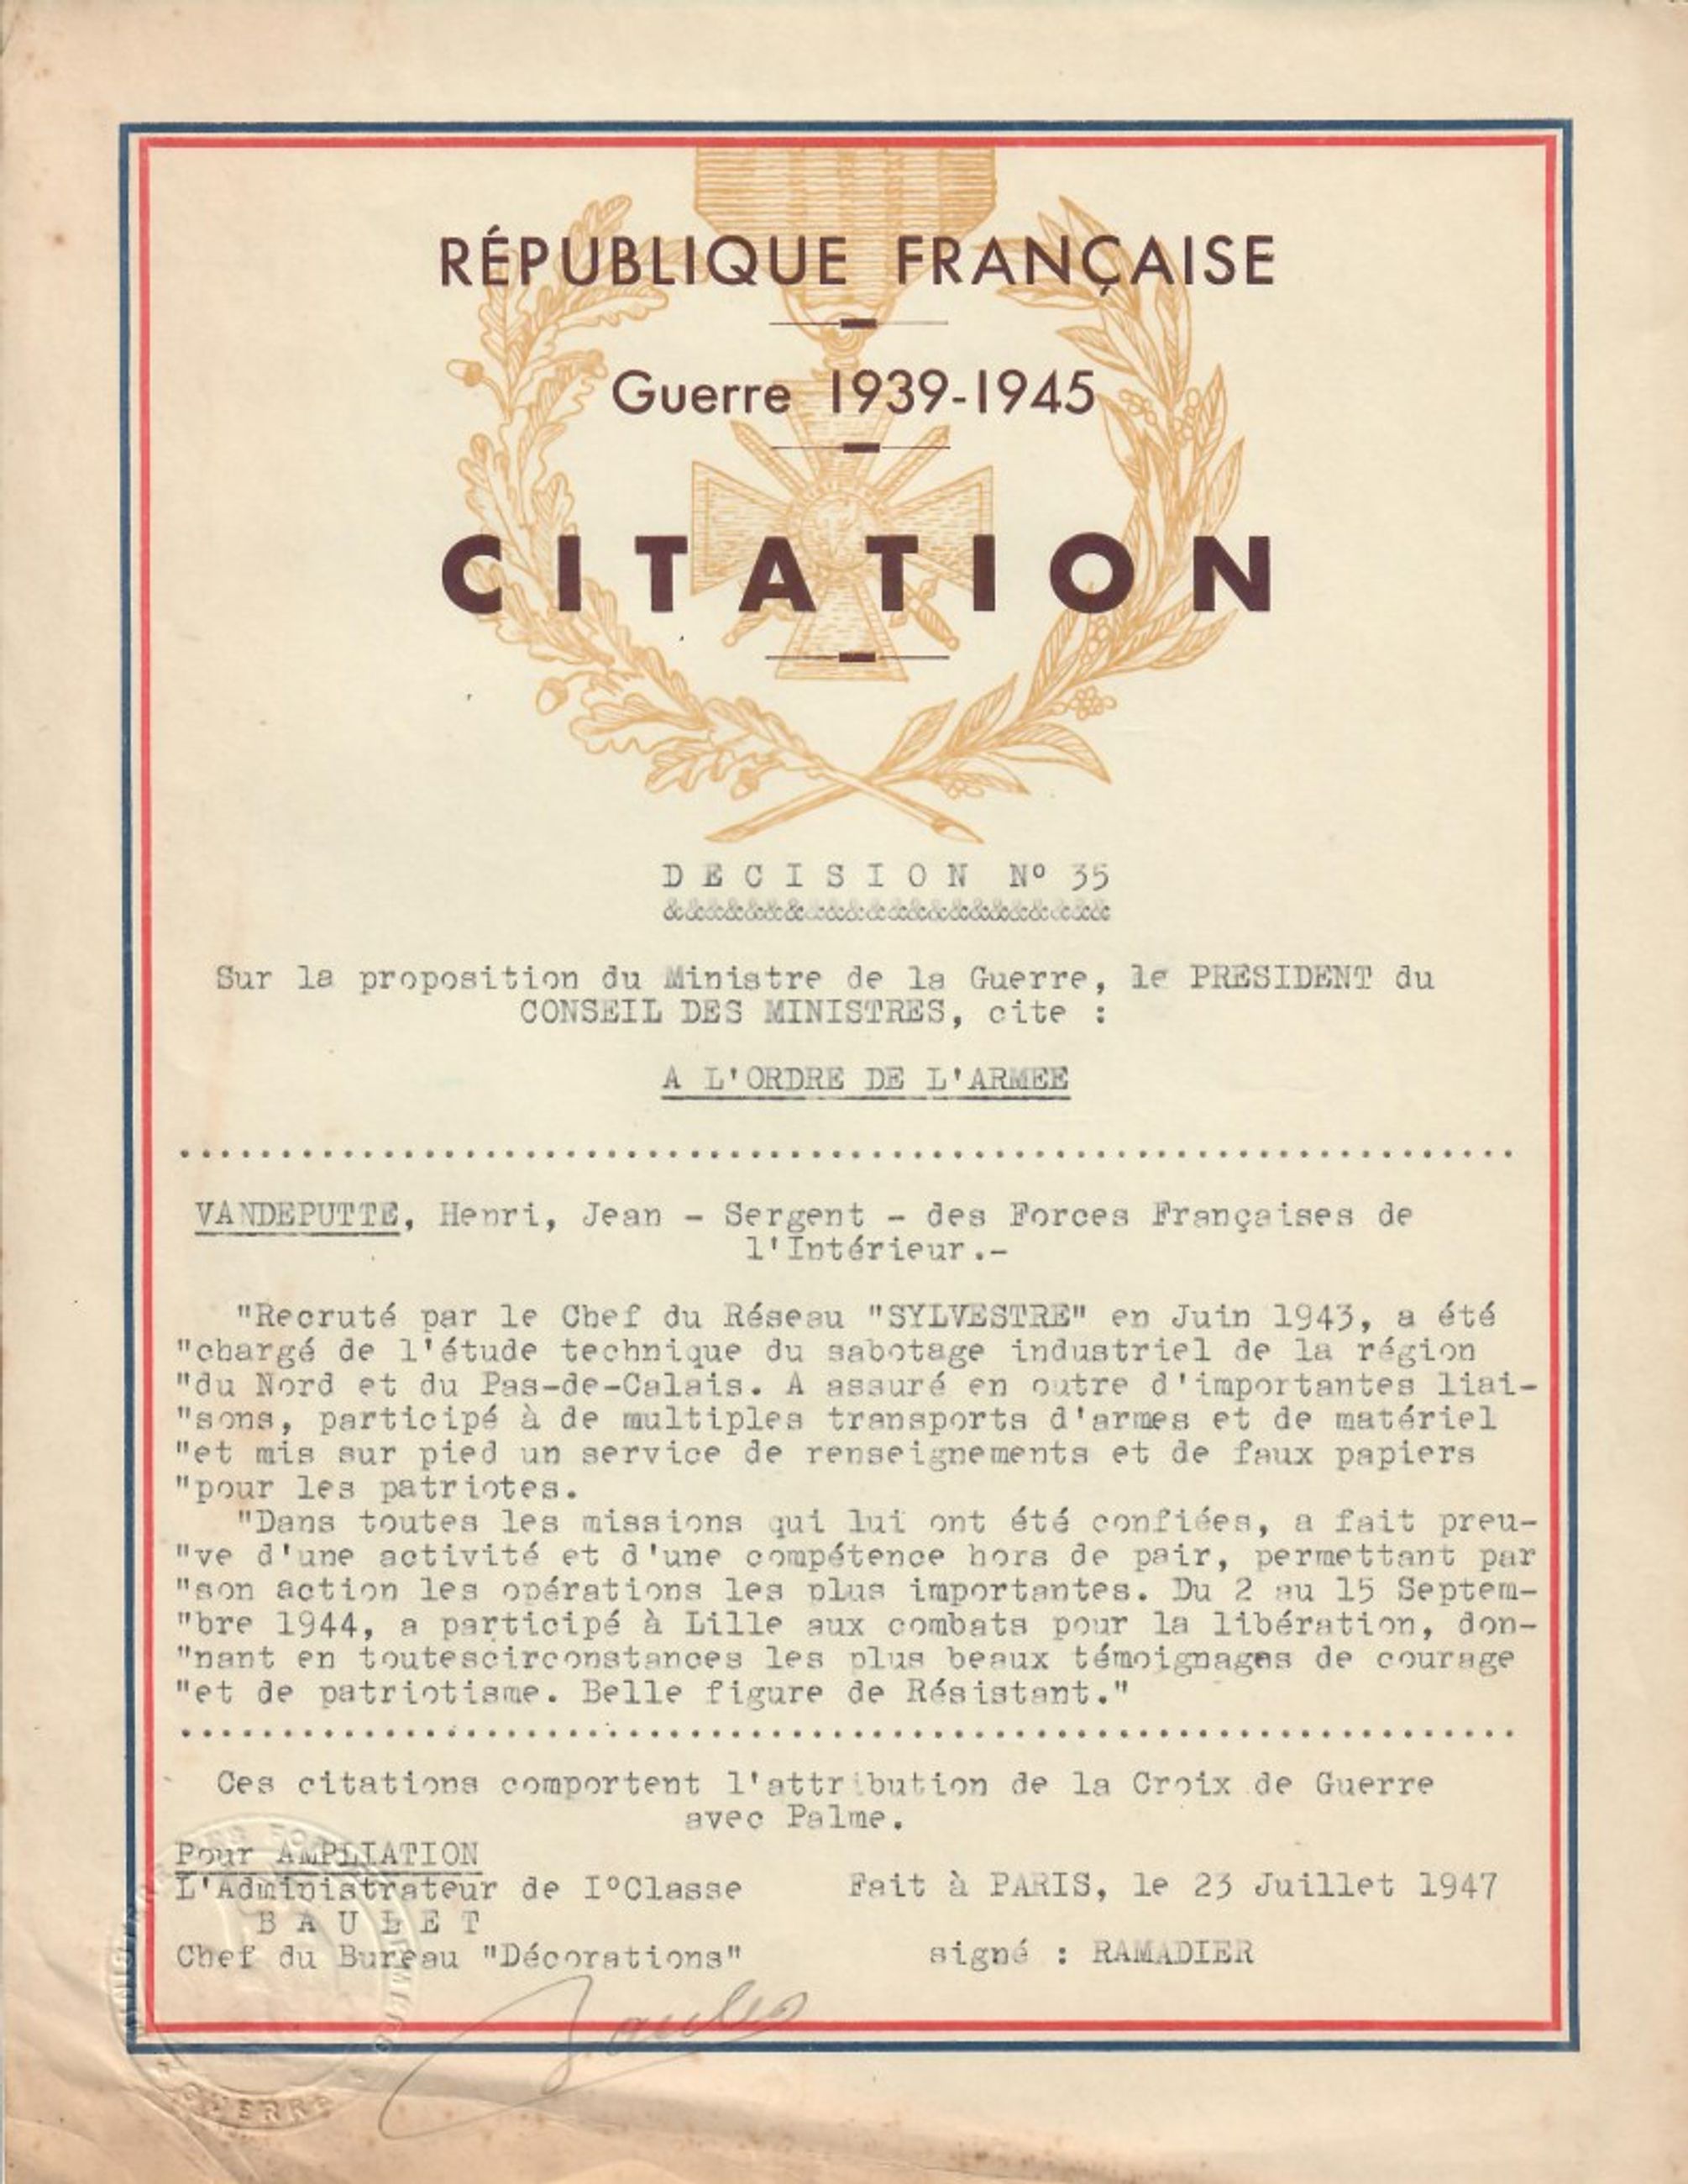 RÉPUBLIQUE FRANÇAISE
Guerre 1939-1945
CITATION
DECISION Nº 35
&&&&&&&&&&&&&&&&&&&&&&
Sur la proposition du Ministre de la Guerre, le PRESIDENT du
CONSEIL DES MINISTRES, cite :
A L'ORDRE DE L'ARMEE
..................................................................
VANDEPUTTE, Henri, Jean - Sergent - des Forces Françaises de
l'Intérieur.-
"Recruté par le Chef du Réseau "SYLVESTRE" en Juin 1943, a été
"chargé de l'étude technique du sabotage industriel de la région
"du Nord et du Pas-de-Calais. A assuré en outre d'importantes liai-
"sons, participé à de multiples transports d'armes et de matériel
"et mis sur pied un service de renseignements et de faux papiers
"pour les patriotes.
"Dans toutes les missions qui lui ont été confiées, a fait preu-
"ve d'une activité et d'une compétence hors de pair, permettant par
"son action les opérations les plus importantes. Du 2 au 15 Septem-
"bre 1944, a participé à Lille aux combats pour la libération, don-
"nant en toutescirconstances les plus beaux témoignages de courage
"et de patriotisme. Belle figure de Résistant."
..................................................................
Ces citations comportent l'attribution de la Croix de Guerre
avec Palme.
Pour AMPLIATION
L'Administrateur de IºClasse
BAULET
Chef du Bureau "Décorations"
Fait à PARIS, le 23 Juillet 1947
signé : RAMADIER
GUERRE